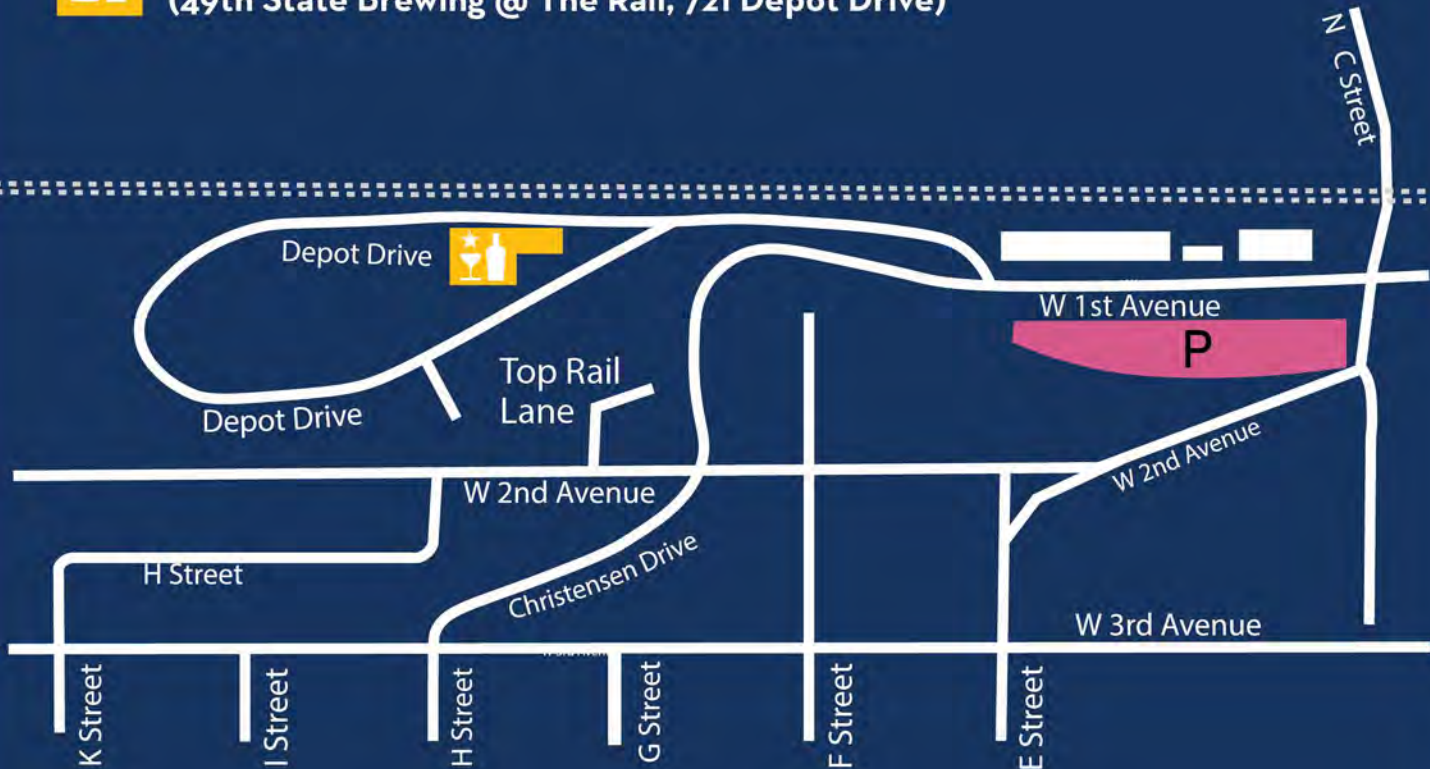 (49th State Brewing @ The Rail, 721 Depot Drive)
N C Street
Depot Drive
W 1st Avenue
P
Top Rail
Lane
Depot Drive
W 2nd Avenue
W 2nd Avenue
H Street
Christensen Drive
W 3rd Avenue
K Street
I Street
H Street
G Street
F Street
E Street